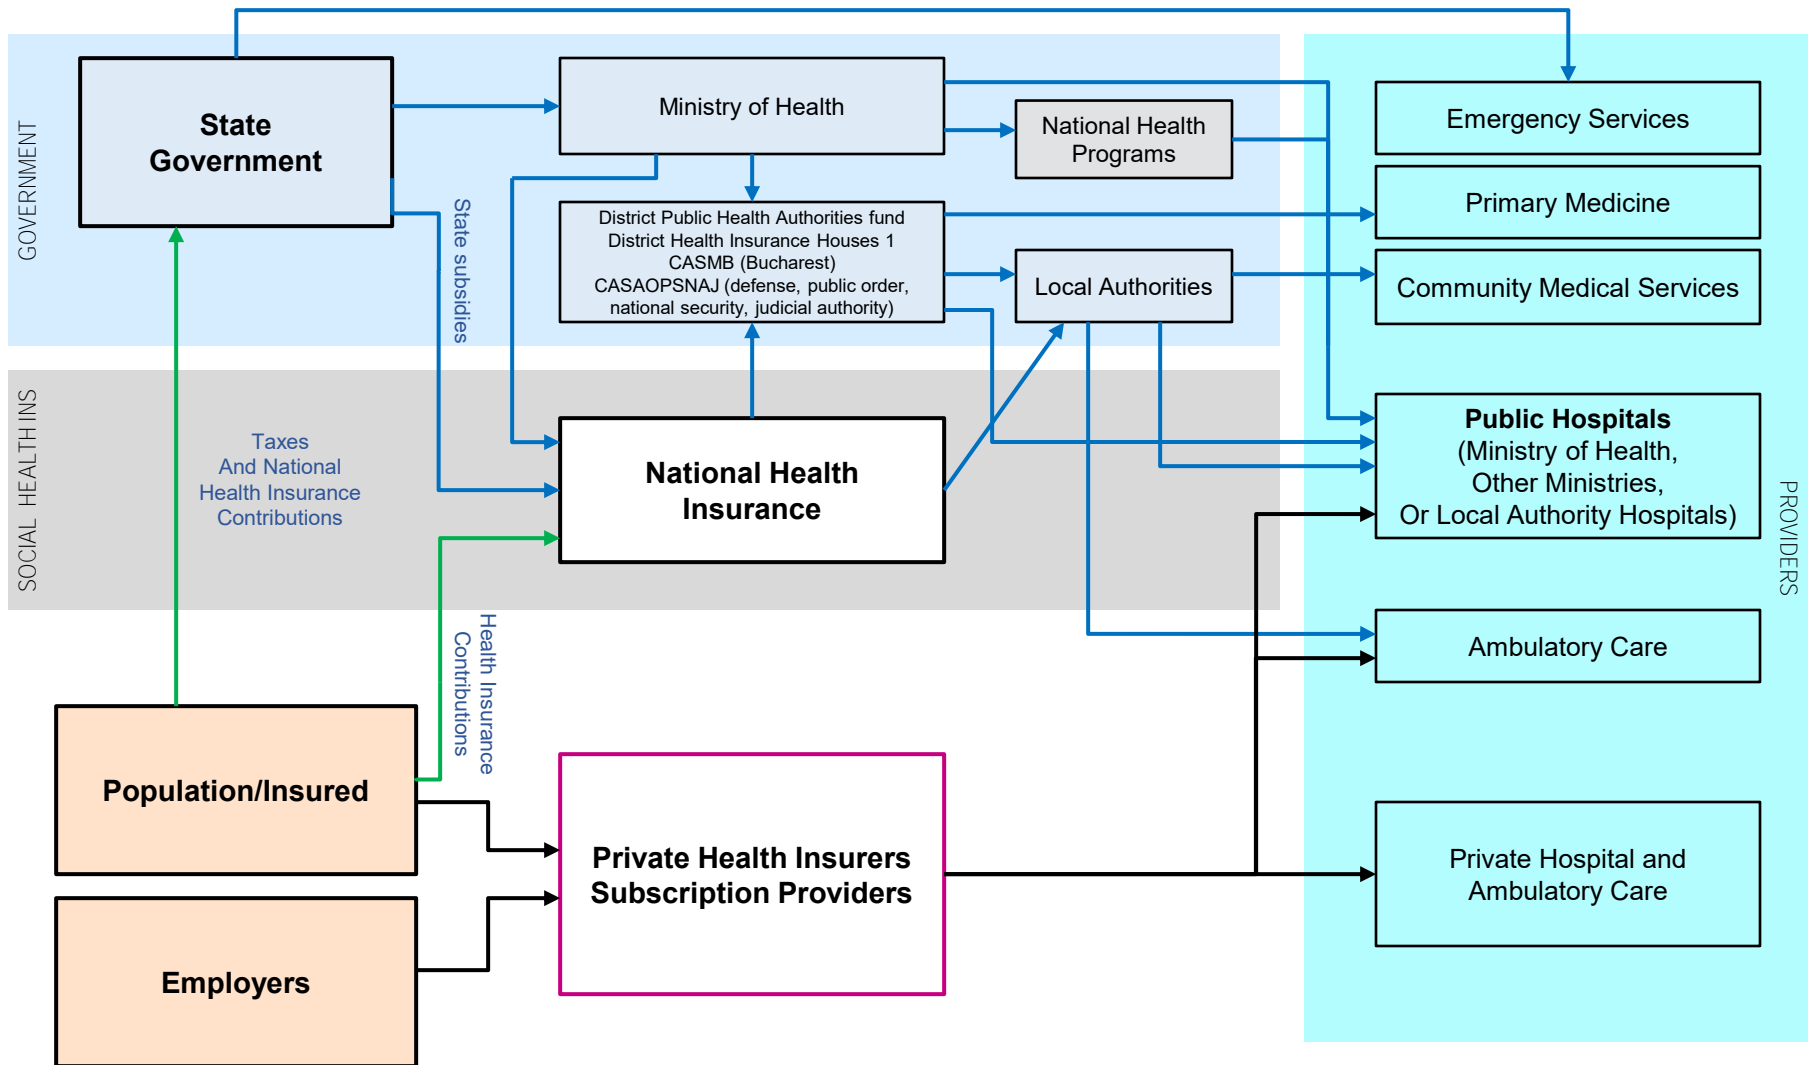 GOVERNMENT
State
Government
Ministry of Health
National Health
Programs
State subsidies
District Public Health Authorities fund
District Health Insurance Houses 1
CASMB (Bucharest)
CASAOPSNAJ (defense, public order,
national security, judicial authority)
Local Authorities
Emergency Services
Primary Medicine
Community Medical Services
SOCIAL HEALTH INS
Taxes
And National
Health Insurance
Contributions
National Health
Insurance
Public Hospitals
(Ministry of Health,
Other Ministries,
Or Local Authority Hospitals)
PROVIDERS
Health Insurance
Contributions
Ambulatory Care
Population/Insured
Private Health Insurers
Subscription Providers
Private Hospital and
Ambulatory Care
Employers